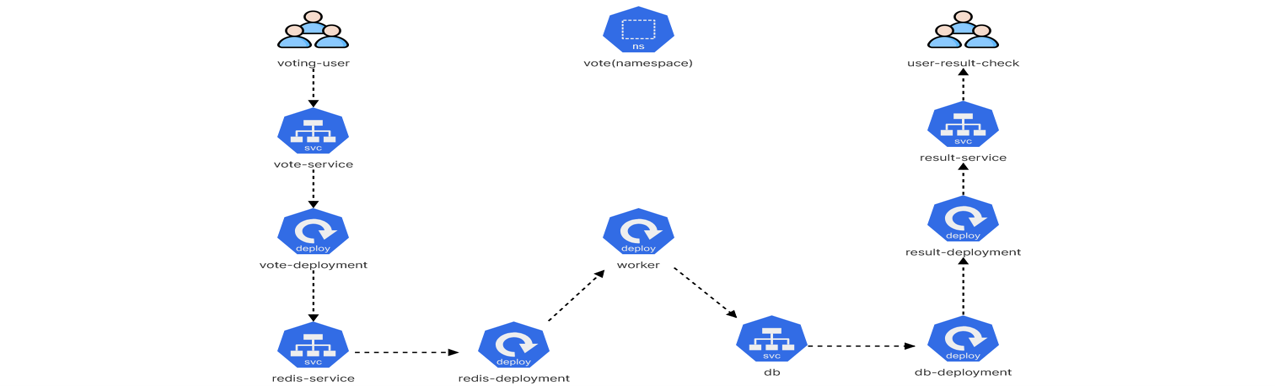 ns
voting-user
vote(namespace)
user-result-check
svc
vote-service
svc
result-service
deploy
vote-deployment
deploy
worker
deploy
result-deployment
svc
redis-service
deploy
redis-deployment
svc
db
deploy
db-deployment